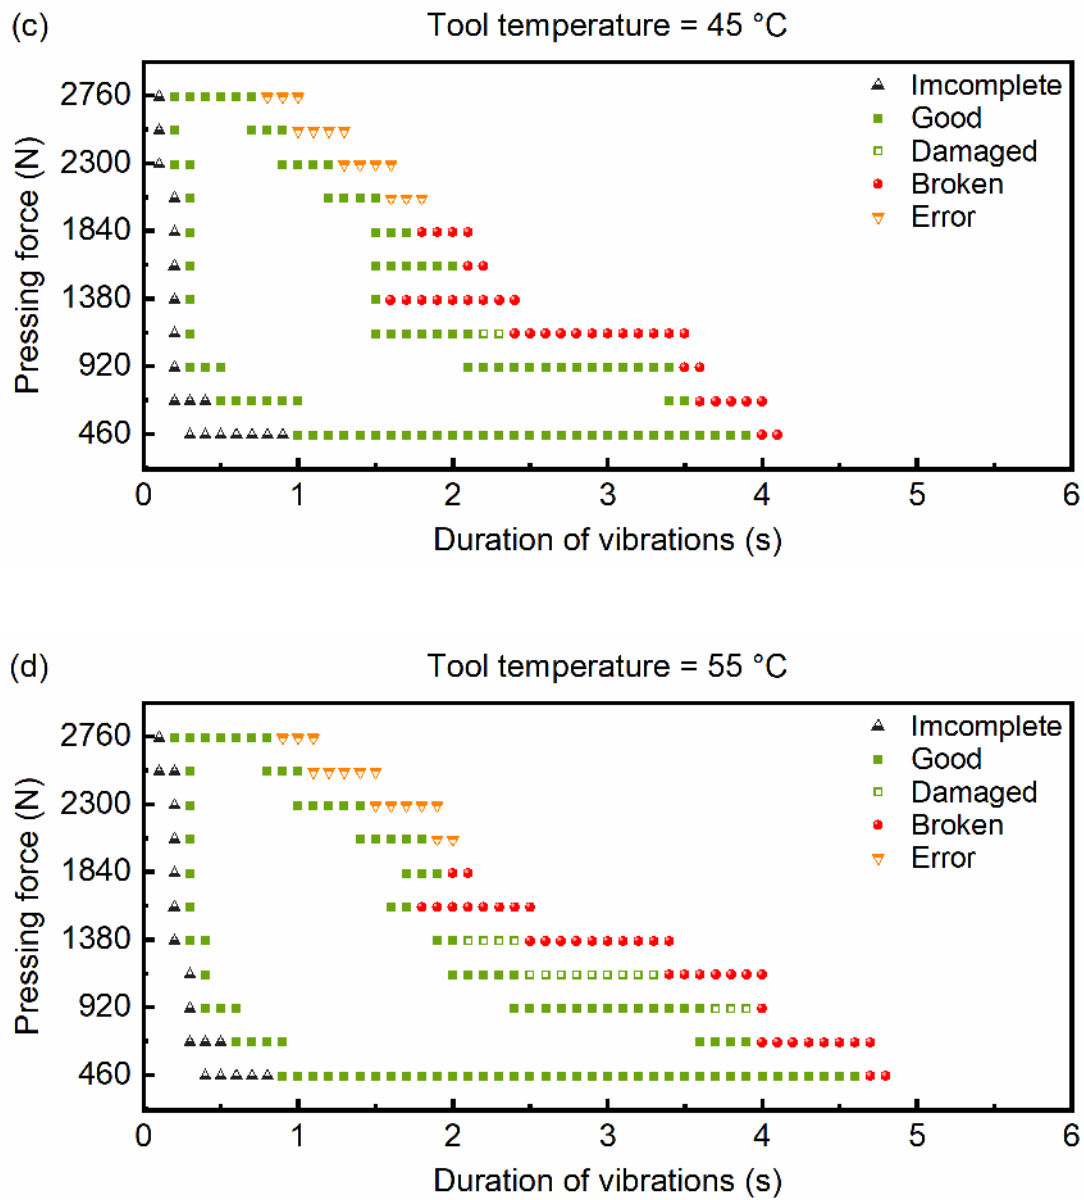 (c)
Tool temperature = 45 °C
Pressing force (N)
2760
2300
1840
1380
920
460
Imcomplete
Good
Damaged
Broken
Error
0 1 2 3 4 5 6
Duration of vibrations (s)
(d)
Tool temperature = 55 °C
Pressing force (N)
2760
2300
1840
1380
920
460
Imcomplete
Good
Damaged
Broken
Error
0 1 2 3 4 5 6
Duration of vibrations (s)